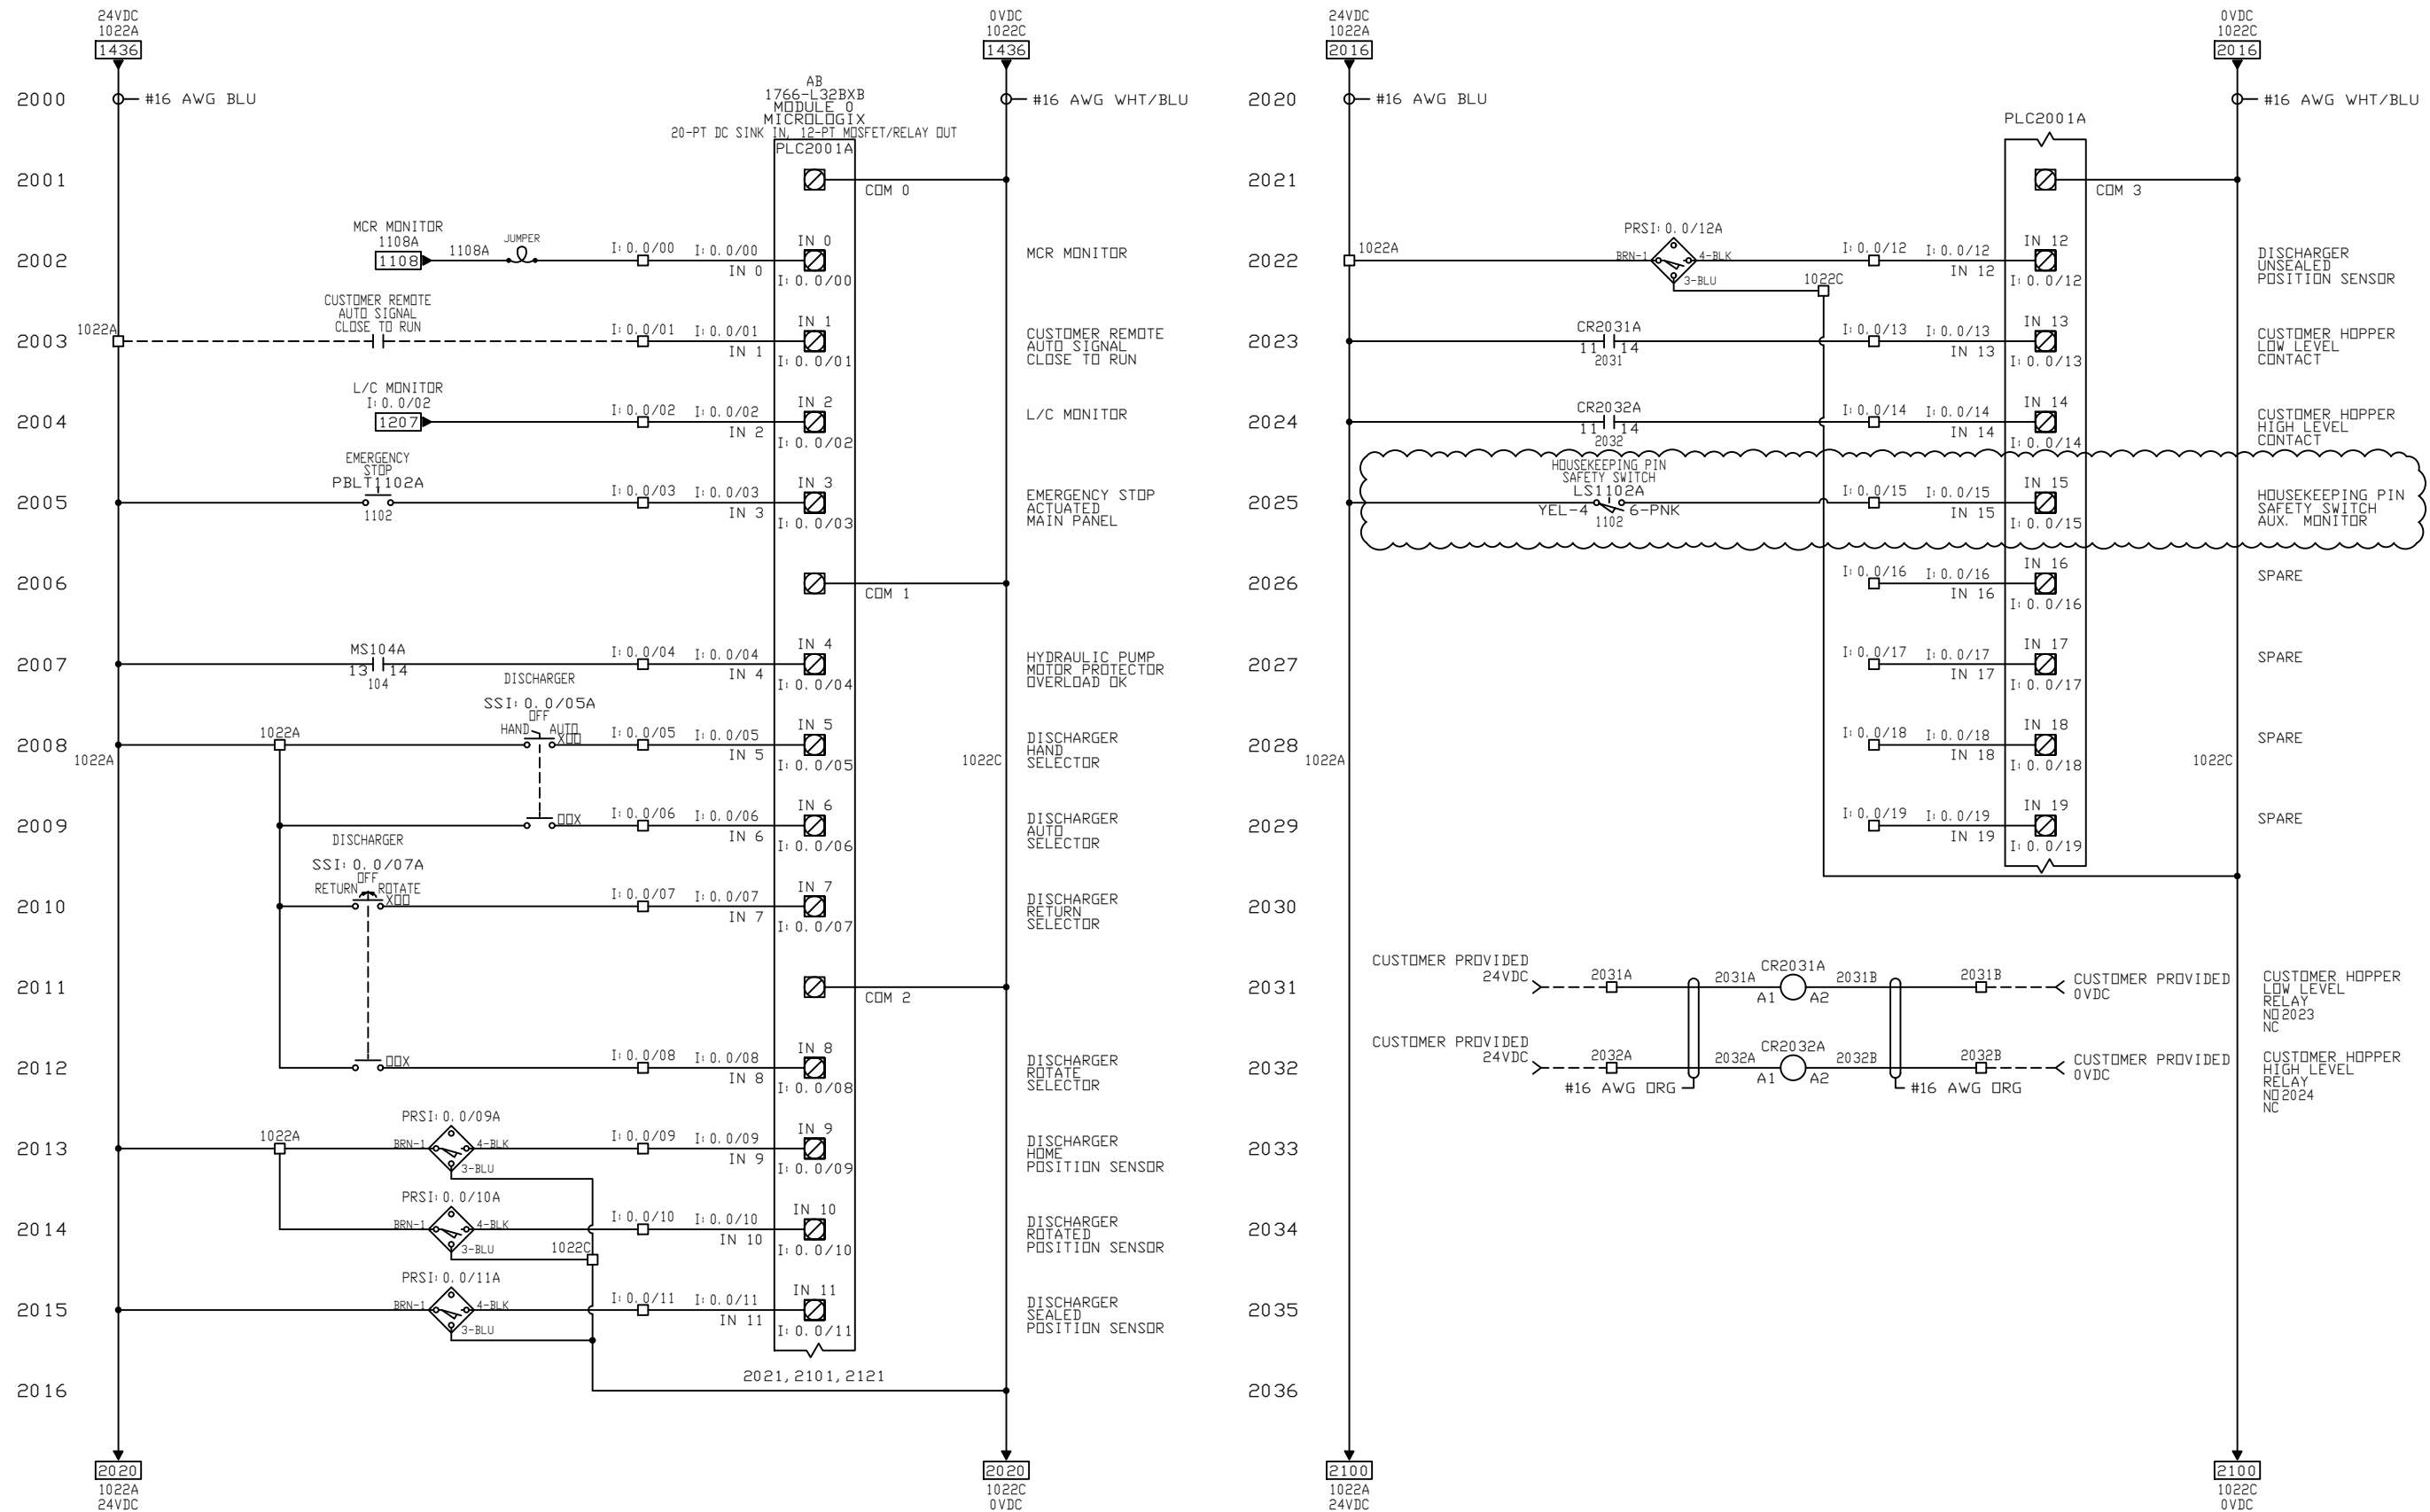 24VDC
1022A
1436
0VDC
1022C
1436
2000
#16 AWG BLU
#16 AWG WHT/BLU
AB
1766-L32BXB
MODULE 0
MICROLOGIX
20-PT DC SINK IN, 12-PT MOSFET/RELAY OUT
PLC2001A
2001
COM 0
2002
MCR MONITOR
1108A
1108
1108A
JUMPER
I:0.0/00
I:0.0/00
IN 0
IN 0
I:0.0/00
MCR MONITOR
2003
1022A
CUSTOMER REMOTE
AUTO SIGNAL
CLOSE TO RUN
I:0.0/01
I:0.0/01
IN 1
IN 1
I:0.0/01
CUSTOMER REMOTE
AUTO SIGNAL
CLOSE TO RUN
2004
L/C MONITOR
I:0.0/02
1207
I:0.0/02
I:0.0/02
IN 2
IN 2
I:0.0/02
L/C MONITOR
2005
EMERGENCY
STOP
PBLT1102A
1102
I:0.0/03
I:0.0/03
IN 3
IN 3
I:0.0/03
EMERGENCY STOP
ACTUATED
MAIN PANEL
2006
COM 1
2007
MS104A
13 14
104
I:0.0/04
I:0.0/04
IN 4
IN 4
I:0.0/04
HYDRAULIC PUMP
MOTOR PROTECTOR
OVERLOAD OK
2008
1022A
1022A
DISCHARGER
SSI:0.0/05A
OFF
HAND AUTO
XOO
I:0.0/05
I:0.0/05
IN 5
IN 5
I:0.0/05
1022C
DISCHARGER
HAND
SELECTOR
2009
OOX
I:0.0/06
I:0.0/06
IN 6
IN 6
I:0.0/06
DISCHARGER
AUTO
SELECTOR
2010
DISCHARGER
SSI:0.0/07A
OFF
RETURN ROTATE
XOO
I:0.0/07
I:0.0/07
IN 7
IN 7
I:0.0/07
DISCHARGER
RETURN
SELECTOR
2011
COM 2
2012
OOX
I:0.0/08
I:0.0/08
IN 8
IN 8
I:0.0/08
DISCHARGER
ROTATE
SELECTOR
2013
1022A
PRSI:0.0/09A
BRN-1
4-BLK
3-BLU
I:0.0/09
I:0.0/09
IN 9
IN 9
I:0.0/09
DISCHARGER
HOME
POSITION SENSOR
2014
PRSI:0.0/10A
BRN-1
4-BLK
3-BLU
1022C
I:0.0/10
I:0.0/10
IN 10
IN 10
I:0.0/10
DISCHARGER
ROTATED
POSITION SENSOR
2015
PRSI:0.0/11A
BRN-1
4-BLK
3-BLU
I:0.0/11
I:0.0/11
IN 11
IN 11
I:0.0/11
DISCHARGER
SEALED
POSITION SENSOR
2021,2101,2121
2016
2020
1022A
24VDC
2020
1022C
0VDC
24VDC
1022A
2016
0VDC
1022C
2016
2020
#16 AWG BLU
#16 AWG WHT/BLU
PLC2001A
2021
COM 3
2022
1022A
PRSI:0.0/12A
BRN-1
4-BLK
3-BLU
1022C
I:0.0/12
I:0.0/12
IN 12
IN 12
I:0.0/12
DISCHARGER
UNSEALED
POSITION SENSOR
2023
CR2031A
11 14
2031
I:0.0/13
I:0.0/13
IN 13
IN 13
I:0.0/13
CUSTOMER HOPPER
LOW LEVEL
CONTACT
2024
CR2032A
11 14
2032
I:0.0/14
I:0.0/14
IN 14
IN 14
I:0.0/14
CUSTOMER HOPPER
HIGH LEVEL
CONTACT
2025
HOUSEKEEPING PIN
SAFETY SWITCH
LS1102A
YEL-4 6-PNK
1102
I:0.0/15
I:0.0/15
IN 15
IN 15
I:0.0/15
HOUSEKEEPING PIN
SAFETY SWITCH
AUX. MONITOR
2026
I:0.0/16
I:0.0/16
IN 16
IN 16
I:0.0/16
SPARE
2027
I:0.0/17
I:0.0/17
IN 17
IN 17
I:0.0/17
SPARE
2028
1022A
I:0.0/18
I:0.0/18
IN 18
IN 18
I:0.0/18
1022C
SPARE
2029
I:0.0/19
I:0.0/19
IN 19
IN 19
I:0.0/19
SPARE
2030
2031
CUSTOMER PROVIDED
24VDC
2031A
2031A
CR2031A
A1 A2
2031B
2031B
CUSTOMER PROVIDED
0VDC
CUSTOMER HOPPER
LOW LEVEL
RELAY
NO2023
NC
2032
CUSTOMER PROVIDED
24VDC
2032A
2032A
CR2032A
A1 A2
2032B
2032B
CUSTOMER PROVIDED
0VDC
#16 AWG ORG
#16 AWG ORG
CUSTOMER HOPPER
HIGH LEVEL
RELAY
NO2024
NC
2033
2034
2035
2036
2100
1022A
24VDC
2100
1022C
0VDC